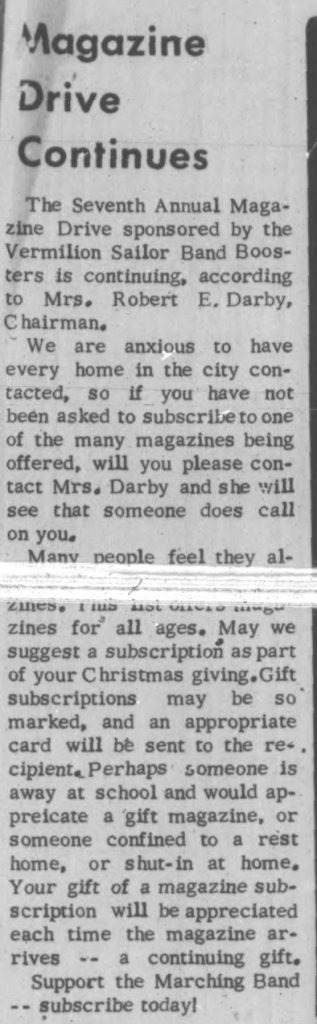 Magazine
Drive
Continues
The Seventh Annual Maga-
zine Drive sponsored by the
Vermilion Sailor Band Boos-
ters is continuing, according
to Mrs. Robert E. Darby,
Chairman.
We are anxious to have
every home in the city con-
tacted, so if you have not
been asked to subscribe to one
of the many magazines being
offered, will you please con-
tact Mrs. Darby and she will
see that someone does call
on you.
Many people feel they al-
zines. This list offers maga-
zines for all ages. May we
suggest a subscription as part
of your Christmas giving. Gift
subscriptions may be so
marked, and an appropriate
card will be sent to the re-
cipient. Perhaps someone is
away at school and would ap-
preicate a gift magazine, or
someone confined to a rest
home, or shut-in at home.
Your gift of a magazine sub-
scription will be appreciated
each time the magazine ar-
rives -- a continuing gift.
Support the Marching Band
-- subscribe today!